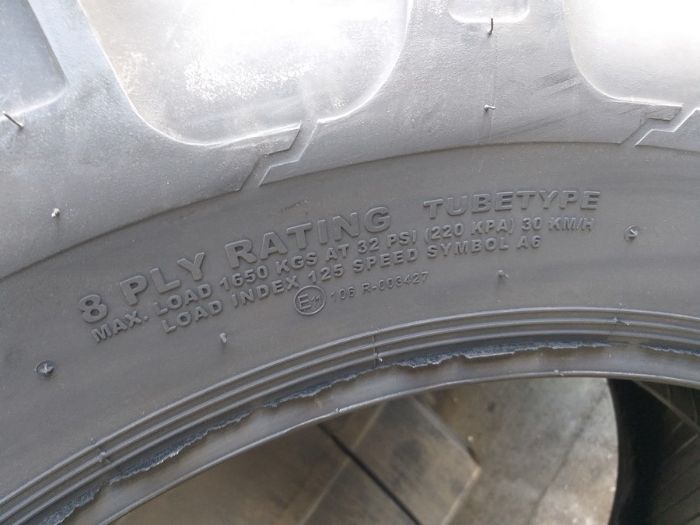 8 PLY RATING TUBETYPE
MAX. LOAD 1650 KGS AT 32 PSI (220 KPA) 30 KM/H
LOAD INDEX 125 SPEED SYMBOL A6
106 R-003427